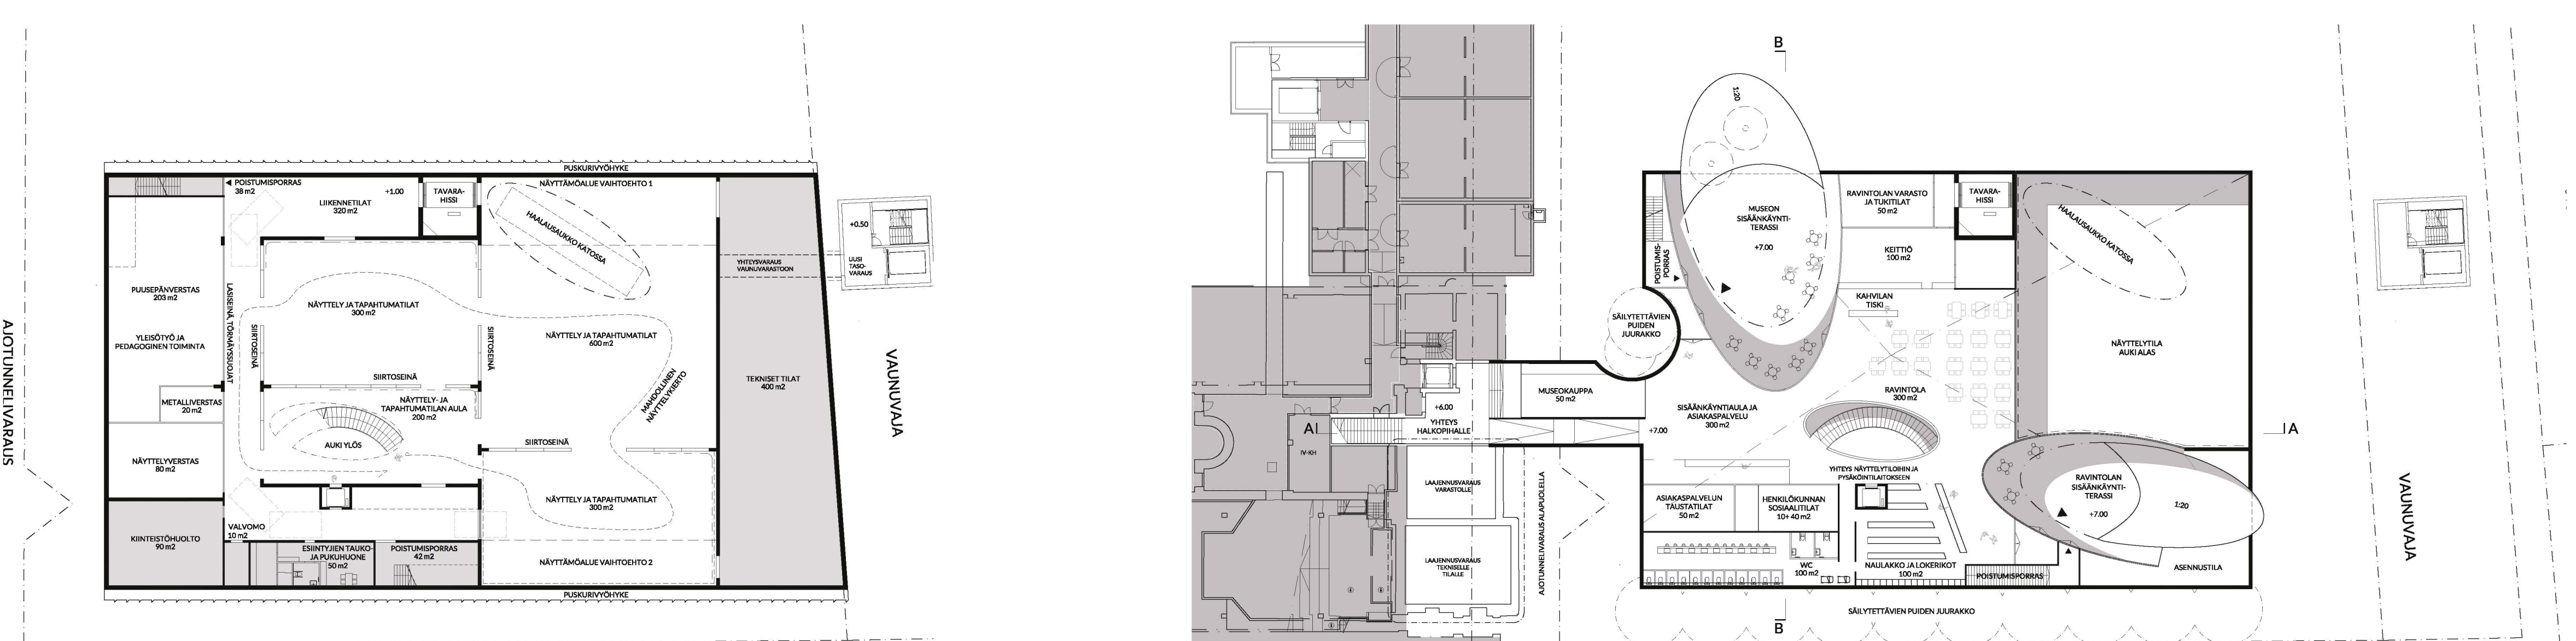 PUSKURIVYÖHYKE
POISTUMISPORRAS
38 m2
+1.00
LIIKENNETILAT
320 m2
TAVARA-
HISSI
NÄYTTÄMÖALUE VAIHTOEHTO 1
HAALAUSAUKKO KATOSSA
YHTEYSVARAUS
VAUNUVARASTOON
+0.50
UUSI
TASO-
VARAUS
PUUSEPÄNVERSTAS
203 m2
YLEISÖTYÖ JA
PEDAGOGINEN TOIMINTA
LASISEINÄ, TÖRMÄYSSUOJAT
SIIRTOSEINÄ
NÄYTTELY JA TAPAHTUMATILAT
300 m2
SIIRTOSEINÄ
SIIRTOSEINÄ
NÄYTTELY JA TAPAHTUMATILAT
600 m2
MAHDOLLINEN
NÄYTTELYKIERTO
TEKNISET TILAT
400 m2
VAUNUVAJA
AJOTUNNELIVARAUS
METALLIVERSTAS
20 m2
NÄYTTELY- JA
TAPAHTUMATILAN AULA
200 m2
AUKI YLÖS
SIIRTOSEINÄ
NÄYTTELYVERSTAS
80 m2
NÄYTTELY JA TAPAHTUMATILAT
300 m2
VALVOMO
10 m2
KIINTEISTÖHUOLTO
90 m2
ESIINTYJIEN TAUKO-
JA PUKUHUONE
50 m2
POISTUMISPORRAS
42 m2
NÄYTTÄMÖALUE VAIHTOEHTO 2
PUSKURIVYÖHYKE
B
1:20
MUSEON
SISÄÄNKÄYNTI-
TERASSI
+7.00
RAVINTOLAN VARASTO
JA TUKITILAT
50 m2
TAVARA-
HISSI
HAALAUSAUKKO KATOSSA
POISTUMIS-
PORRAS
KEITTIÖ
100 m2
KAHVILAN
TISKI
SÄILYTETTÄVIEN
PUIDEN
JUURAKKO
NÄYTTELYTILA
AUKI ALAS
MUSEOKAUPPA
50 m2
RAVINTOLA
300 m2
SISÄÄNKÄYNTIAULA JA
ASIAKASPALVELU
300 m2
+6.00
YHTEYS
HALKOPIHALLE
+7.00
A
IV-KH
A
YHTEYS NÄYTTELYTILOIHIN JA
PYSÄKÖINTILAITOKSEEN
RAVINTOLAN
SISÄÄNKÄYNTI-
TERASSI
+7.00
1:20
LAAJENNUSVARAUS
VARASTOLLE
AJOTUNNELIVARAUS ALAPUOLELLA
ASIAKASPALVELUN
TAUSTATILAT
50 m2
HENKILÖKUNNAN
SOSIAALITILAT
10+ 40 m2
LAAJENNUSVARAUS
TEKNISELLE
TILALLE
WC
100 m2
NAULAKKO JA LOKERIKOT
100 m2
POISTUMISPORRAS
ASENNUSTILA
VAUNUVAJA
SÄILYTETTÄVIEN PUIDEN JUURAKKO
B